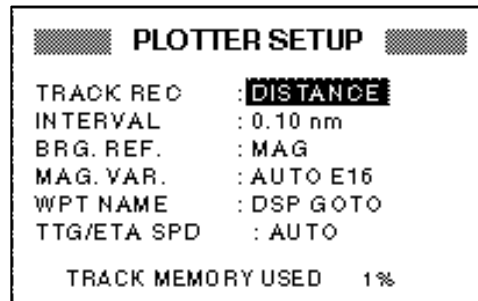 PLOTTER SETUP
TRACK REC : DISTANCE
INTERVAL : 0.10 nm
BRG. REF. : MAG
MAG. VAR. : AUTO E16
WPT NAME : DSP GOTO
TTG/ETA SPD : AUTO
TRACK MEMORY USED 1%